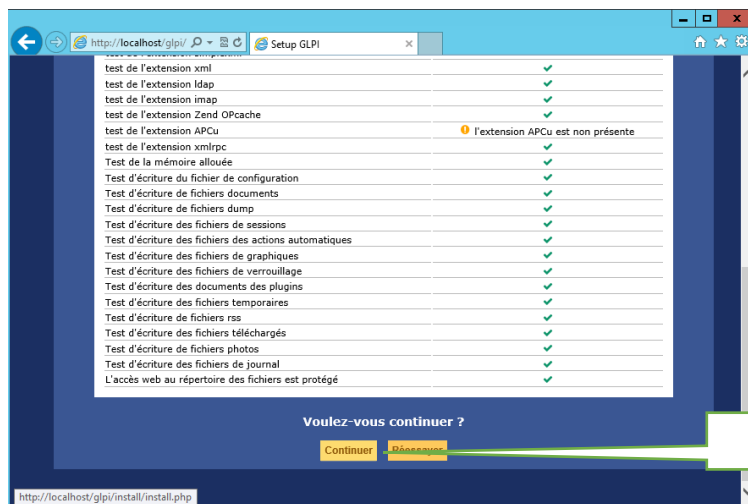 http://localhost/glpi/
Setup GLPI
test de l'extension xml
test de l'extension ldap
test de l'extension imap
test de l'extension Zend OPcache
test de l'extension APCu l'extension APCu est non présente
test de l'extension xmlrpc
Test de la mémoire allouée
Test d'écriture du fichier de configuration
Test d'écriture de fichiers documents
Test d'écriture de fichiers dump
Test d'écriture des fichiers de sessions
Test d'écriture des fichiers des actions automatiques
Test d'écriture de fichiers de graphiques
Test d'écriture des fichiers de verrouillage
Test d'écriture des documents des plugins
Test d'écriture des fichiers temporaires
Test d'écriture de fichiers rss
Test d'écriture des fichiers téléchargés
Test d'écriture de fichiers photos
Test d'écriture des fichiers de journal
L'accès web au répertoire des fichiers est protégé
Voulez-vous continuer ?
Continuer
http://localhost/glpi/install/install.php